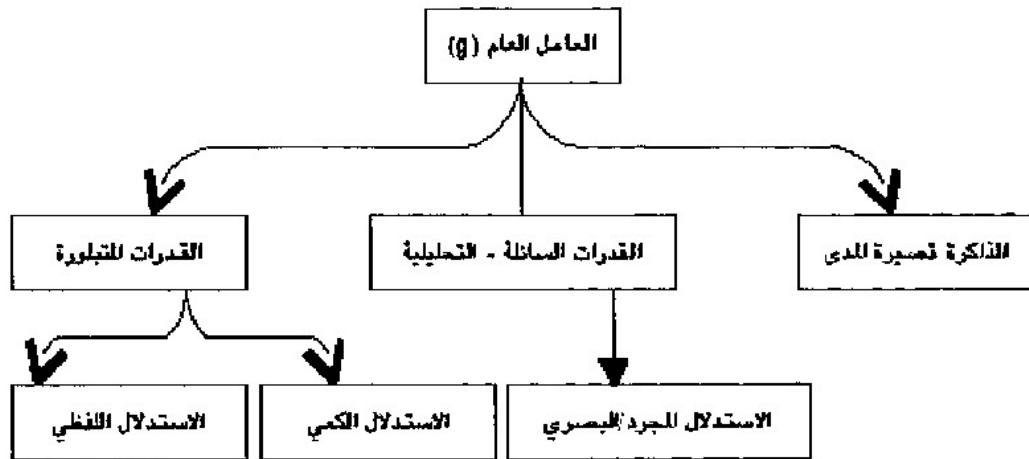 العامل العام (g)
الذاكرة قصيرة المدى
القدرات السائلة - التحليلية
القدرات المتبلورة
الاستدلال المجرد/البصري
الاستدلال الكمي
الاستدلال اللفظي